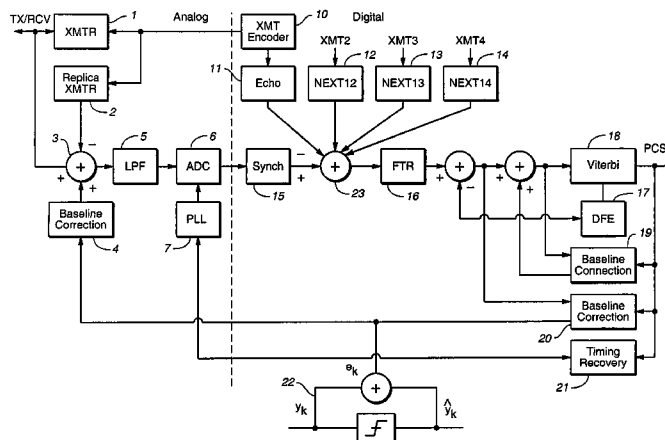 TX/RCV
1
XMTR
Analog
10
XMT
Encoder
Digital
XMT2
12
XMT3
13
XMT4
14
Replica
XMTR
2
11
Echo
NEXT12
NEXT13
NEXT14
3
+
−
+
+
5
LPF
6
ADC
Synch
15
−
+
+
23
FTR
16
+
+
−
+
+
+
18
Viterbi
PCS
17
DFE
Baseline
Correction
4
PLL
7
19
Baseline
Connection
Baseline
Correction
20
Timing
Recovery
21
22
e_k
+
y_k
ŷ_k